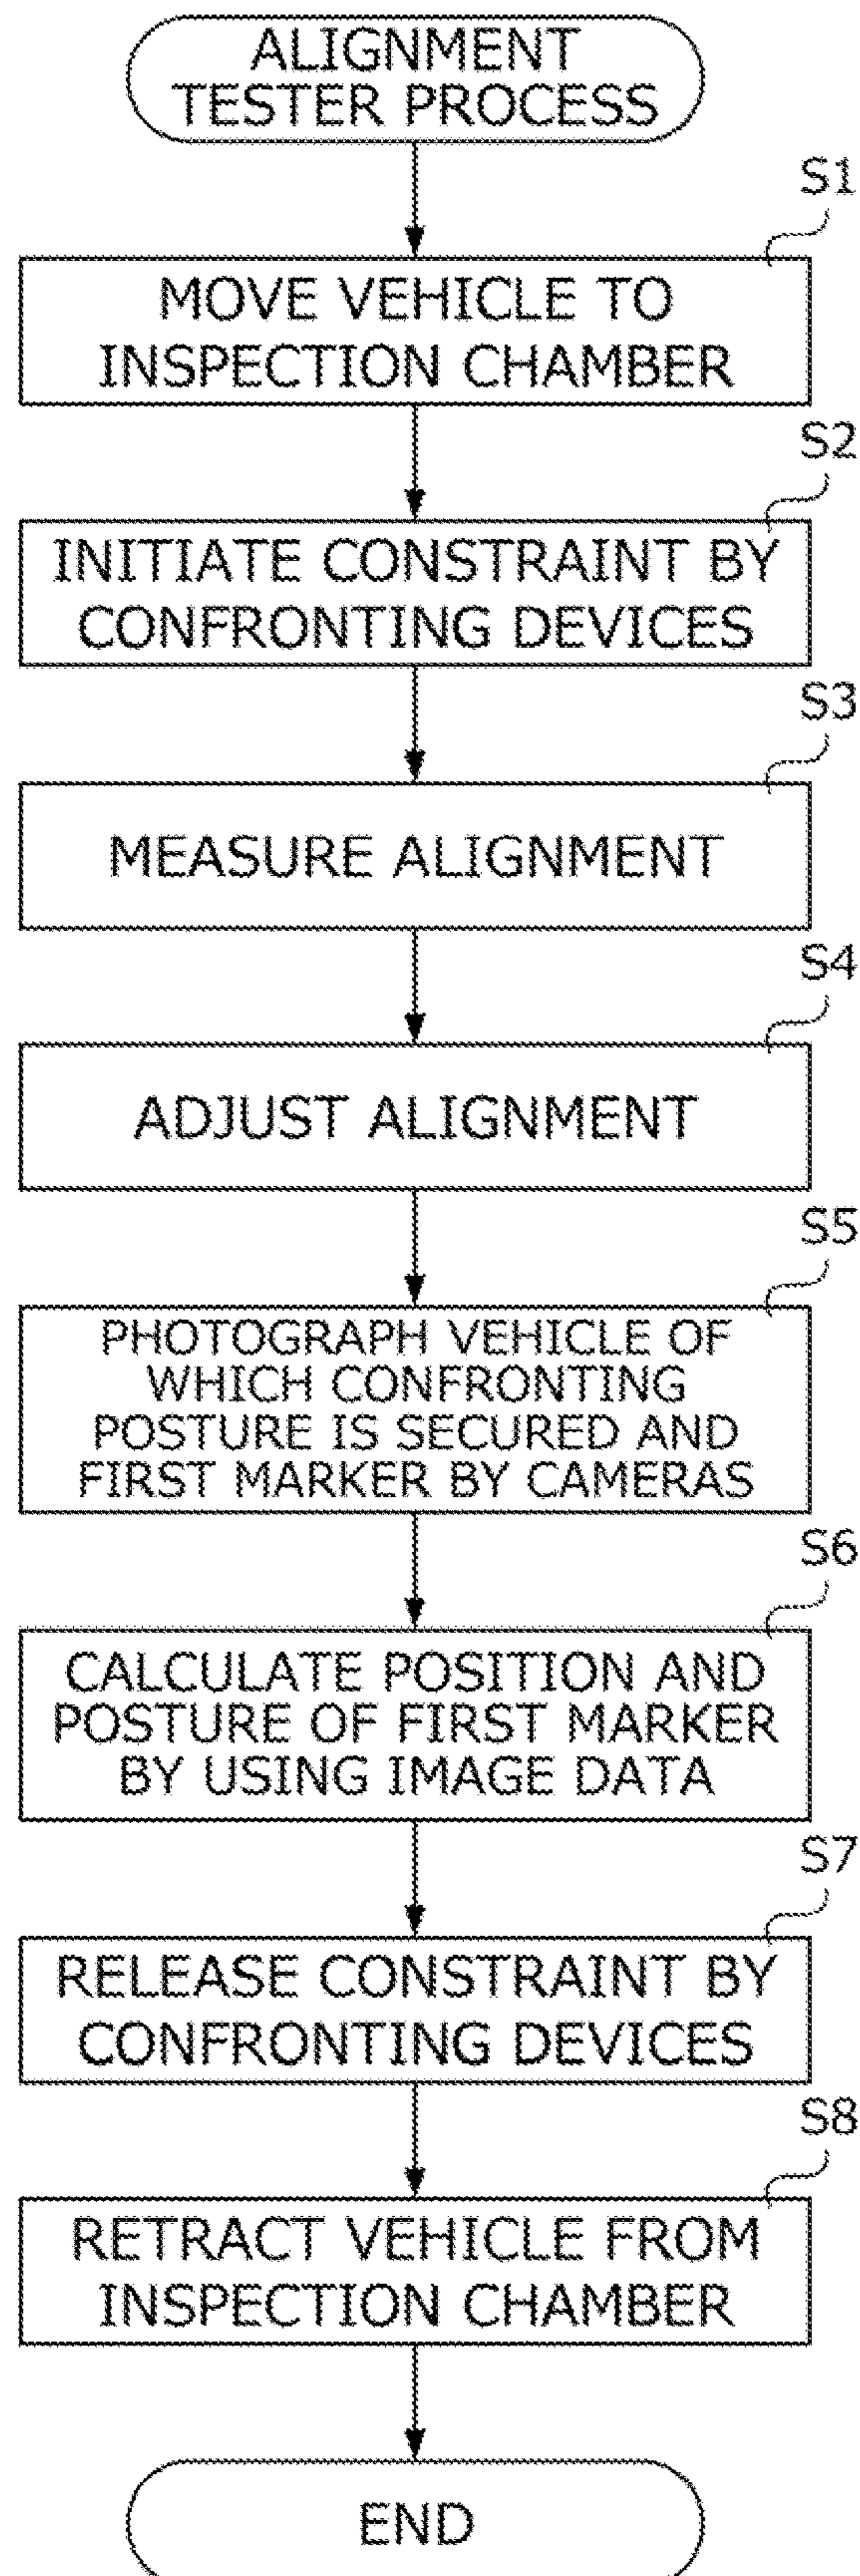 ALIGNMENT
TESTER PROCESS
S1
MOVE VEHICLE TO
INSPECTION CHAMBER
S2
INITIATE CONSTRAINT BY
CONFRONTING DEVICES
S3
MEASURE ALIGNMENT
S4
ADJUST ALIGNMENT
S5
PHOTOGRAPH VEHICLE OF
WHICH CONFRONTING
POSTURE IS SECURED AND
FIRST MARKER BY CAMERAS
S6
CALCULATE POSITION AND
POSTURE OF FIRST MARKER
BY USING IMAGE DATA
S7
RELEASE CONSTRAINT BY
CONFRONTING DEVICES
S8
RETRACT VEHICLE FROM
INSPECTION CHAMBER
END